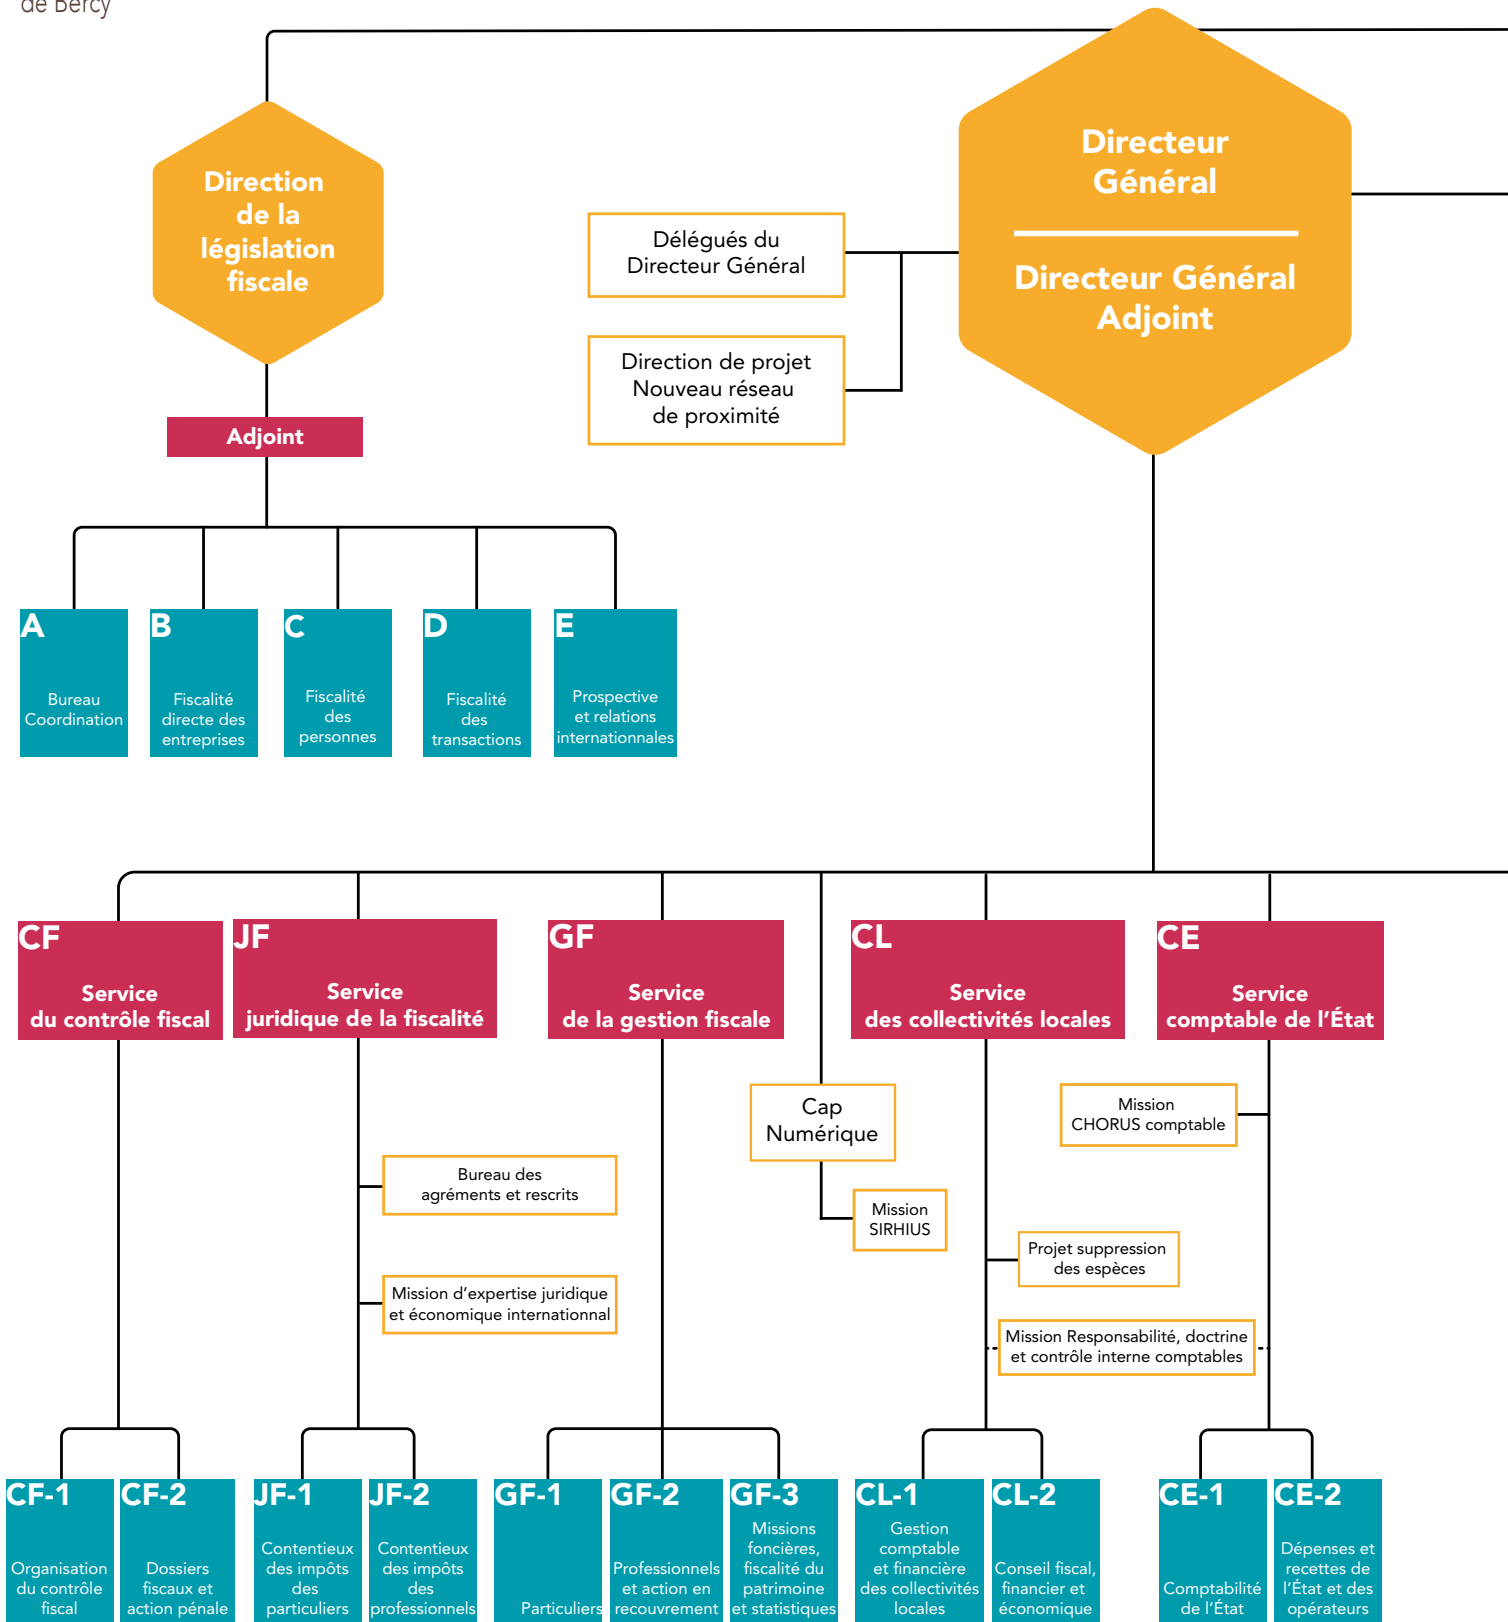 de Bercy
Directeur
Général
Directeur Général
Adjoint
Direction
de la
législation
fiscale
Délégués du
Directeur Général
Direction de projet
Nouveau réseau
de proximité
Adjoint
A
Bureau
Coordination
B
Fiscalité
directe des
entreprises
C
Fiscalité
des
personnes
D
Fiscalité
des
transactions
E
Prospective
et relations
internationnales
CF
Service
du contrôle fiscal
JF
Service
juridique de la fiscalité
GF
Service
de la gestion fiscale
CL
Service
des collectivités locales
CE
Service
comptable de l'État
Cap
Numérique
Mission
CHORUS comptable
Bureau des
agréments et rescrits
Mission
SIRHIUS
Projet suppression
des espèces
Mission d'expertise juridique
et économique internationnal
Mission Responsabilité, doctrine
et contrôle interne comptables
CF-1
Organisation
du contrôle
fiscal
CF-2
Dossiers
fiscaux et
action pénale
JF-1
Contentieux
des impôts
des
particuliers
JF-2
Contentieux
des impôts
des
professionnels
GF-1
Particuliers
GF-2
Professionnels
et action en
recouvrement
GF-3
Missions
foncières,
fiscalité du
patrimoine
et statistiques
CL-1
Gestion
comptable
et financière
des collectivités
locales
CL-2
Conseil fiscal,
financier et
économique
CE-1
Comptabilité
de l'État
CE-2
Dépenses et
recettes de
l'État et des
opérateurs